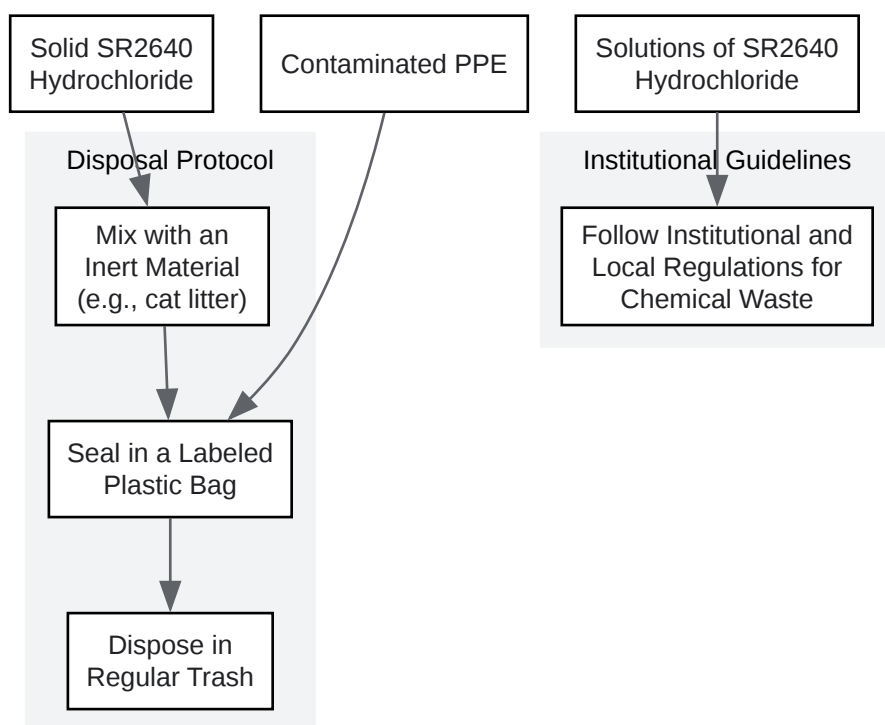 Solid SR2640
Hydrochloride
Contaminated PPE
Solutions of SR2640
Hydrochloride
Disposal Protocol
Institutional Guidelines
Mix with an
Inert Material
(e.g., cat litter)
Follow Institutional and
Local Regulations for
Chemical Waste
Seal in a Labeled
Plastic Bag
Dispose in
Regular Trash